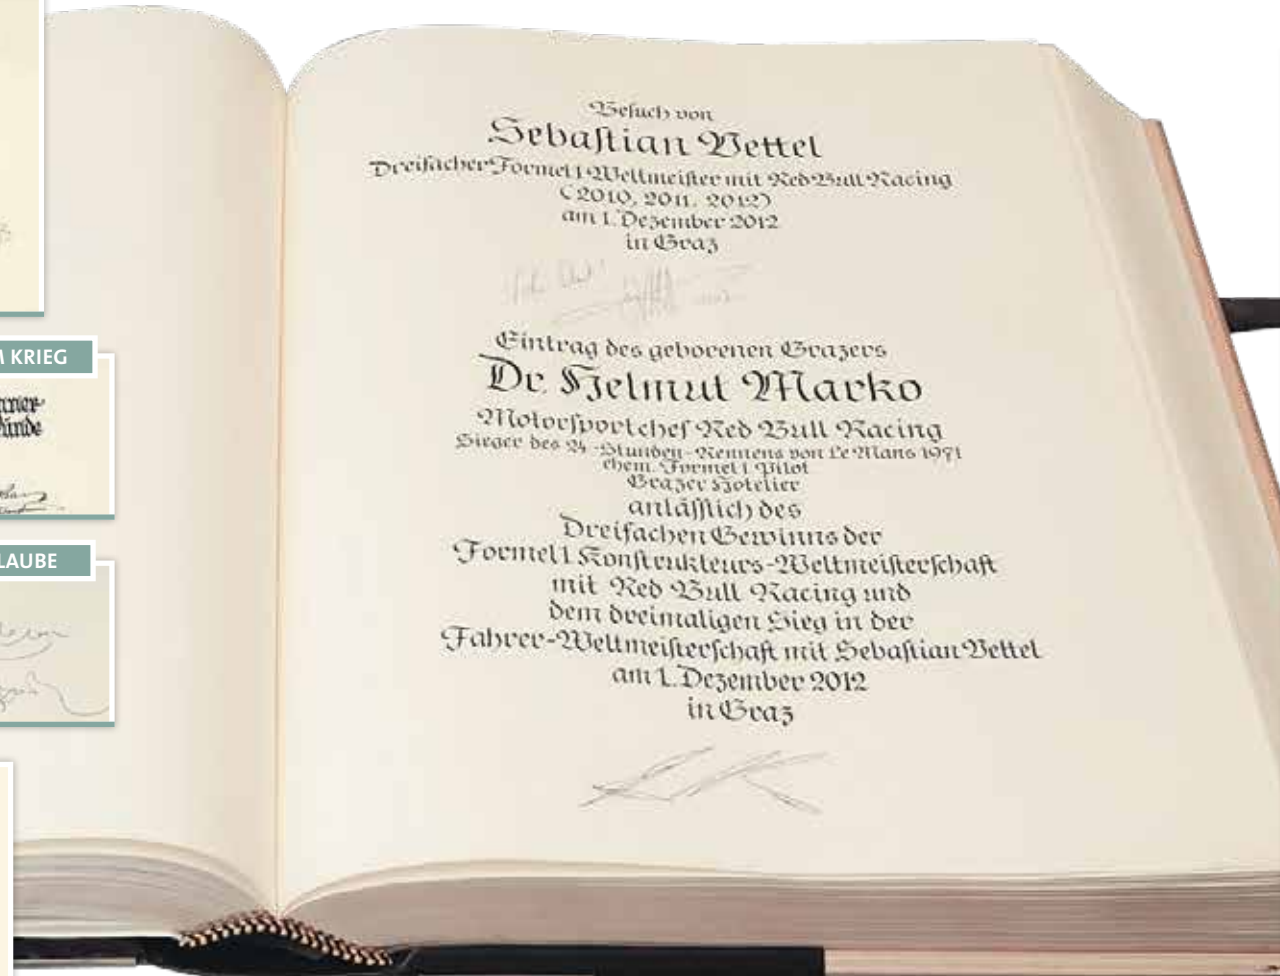 Besuch von
Sebastian Vettel
Dreifacher Formel 1-Weltmeister mit Red Bull Racing
(2010, 2011, 2012)
am 1. Dezember 2012
in Graz
Eintrag des geborenen Grazers
Dr. Helmut Marko
Motorsportchef Red Bull Racing
Sieger des 24-Stunden-Rennens von Le Mans 1971
ehem. Formel 1 Pilot
Grazer Hotelier
anlässlich des
Dreifachen Gewinns der
Formel 1 Konstrukteurs-Weltmeisterschaft
mit Red Bull Racing und
dem dreimaligen Sieg in der
Fahrer-Weltmeisterschaft mit Sebastian Vettel
am 1. Dezember 2012
in Graz
KRIEG
LAUBE